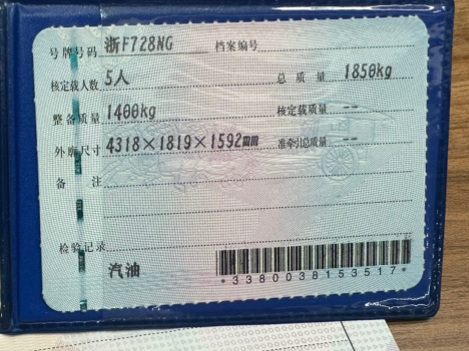 号牌号码 浙F728NG 档案编号
核定载人数 5人 总质量 1850kg
整备质量 1400kg 核定载质量 --
外廓尺寸 4318×1819×1592mm 准牵引总质量 --
备注
检验记录
汽油
*3380038153517*